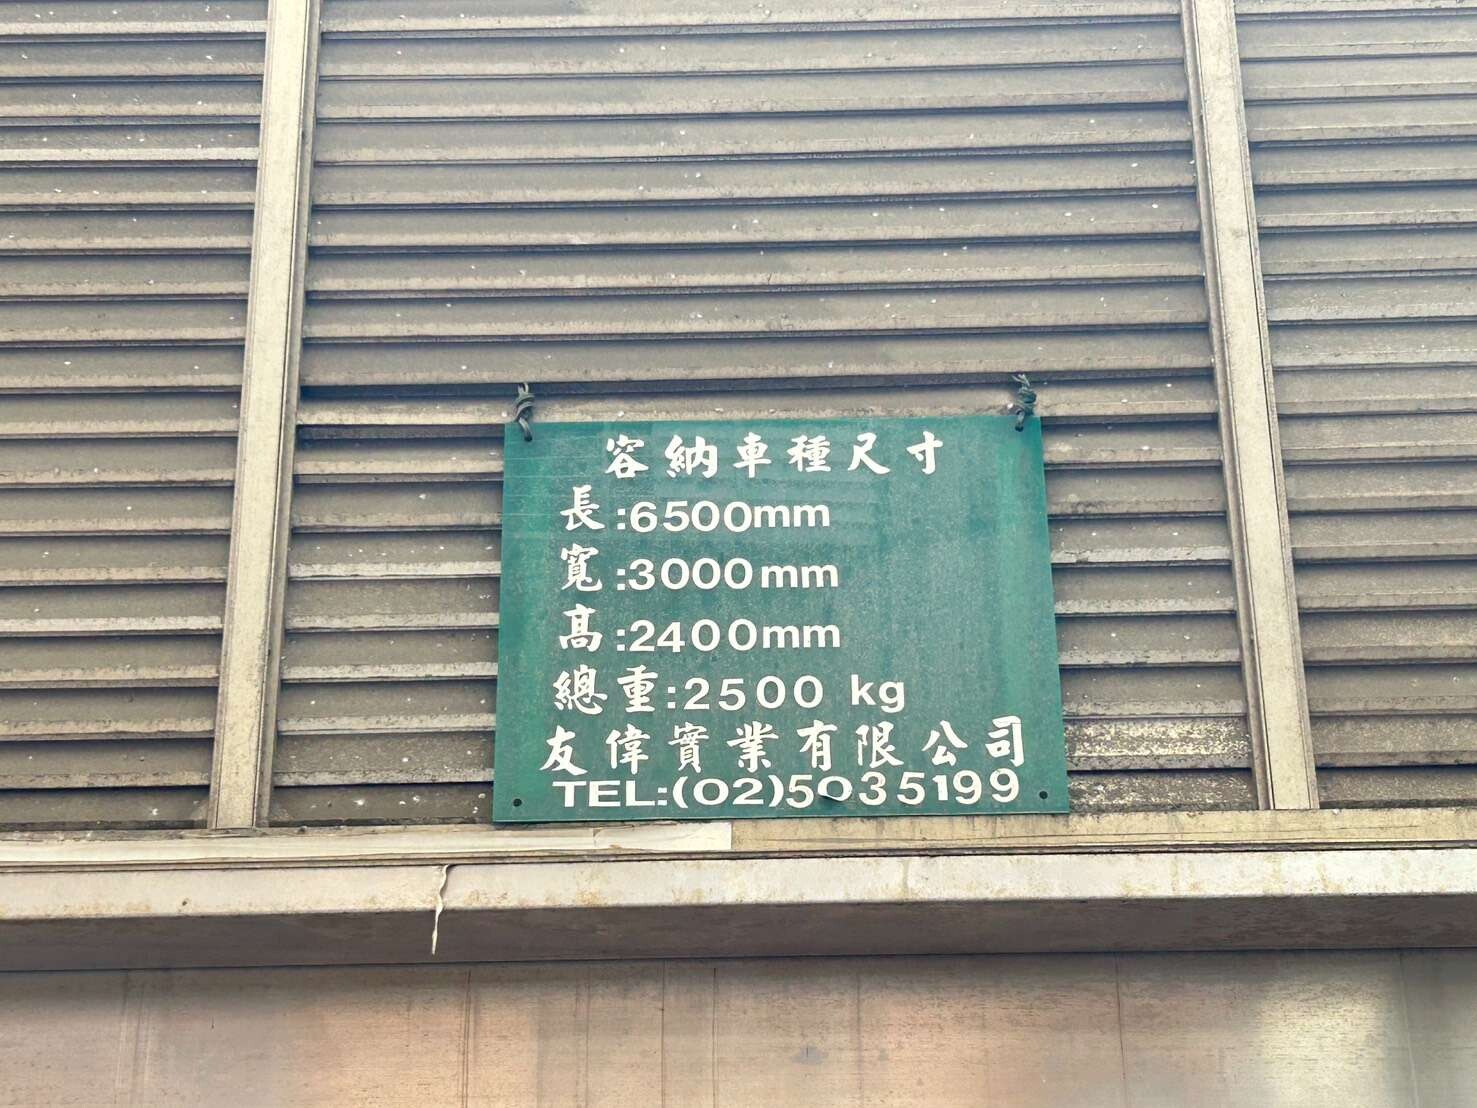 容納車種尺寸
長:6500mm
寬:3000mm
高:2400mm
總重:2500 kg
友偉實業有限公司
TEL:(02)5035199